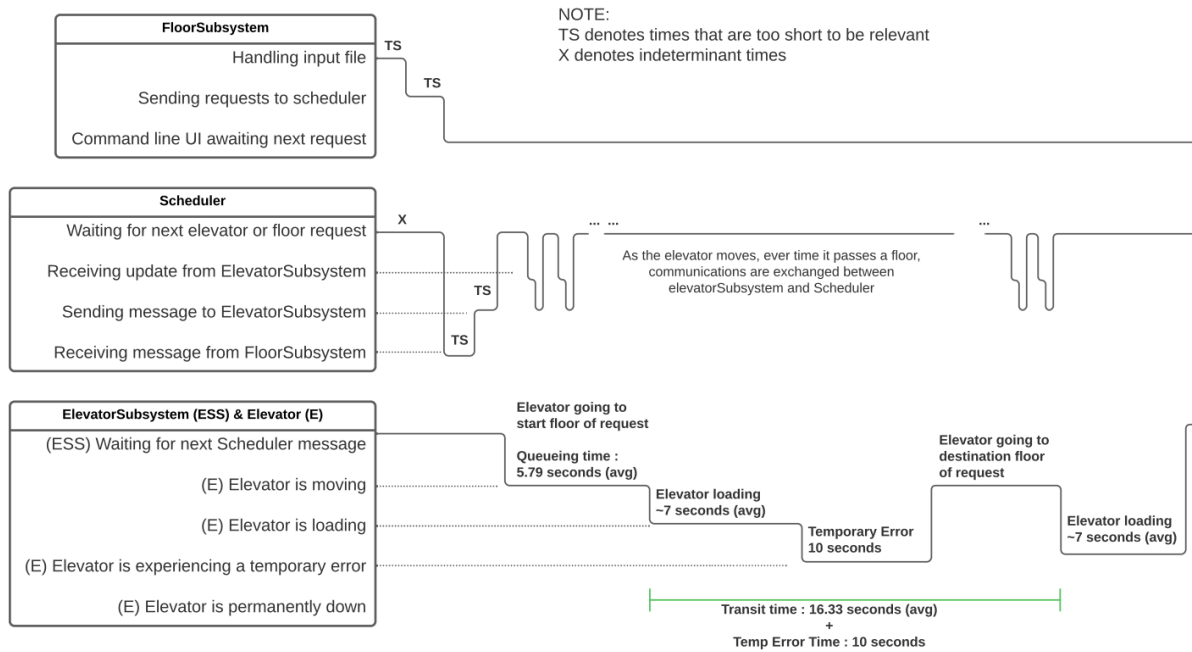 NOTE:
TS denotes times that are too short to be relevant
X denotes indeterminant times
FloorSubsystem
Handling input file
Sending requests to scheduler
Command line UI awaiting next request
TS
TS
Scheduler
Waiting for next elevator or floor request
Receiving update from ElevatorSubsystem
Sending message to ElevatorSubsystem
Receiving message from FloorSubsystem
X
TS
TS
... ...
...
As the elevator moves, ever time it passes a floor,
communications are exchanged between
elevatorSubsystem and Scheduler
ElevatorSubsystem (ESS) & Elevator (E)
(ESS) Waiting for next Scheduler message
(E) Elevator is moving
(E) Elevator is loading
(E) Elevator is experiencing a temporary error
(E) Elevator is permanently down
Elevator going to
start floor of request
Queueing time :
5.79 seconds (avg)
Elevator loading
~7 seconds (avg)
Temporary Error
10 seconds
Elevator going to
destination floor
of request
Elevator loading
~7 seconds (avg)
Transit time : 16.33 seconds (avg)
+
Temp Error Time : 10 seconds